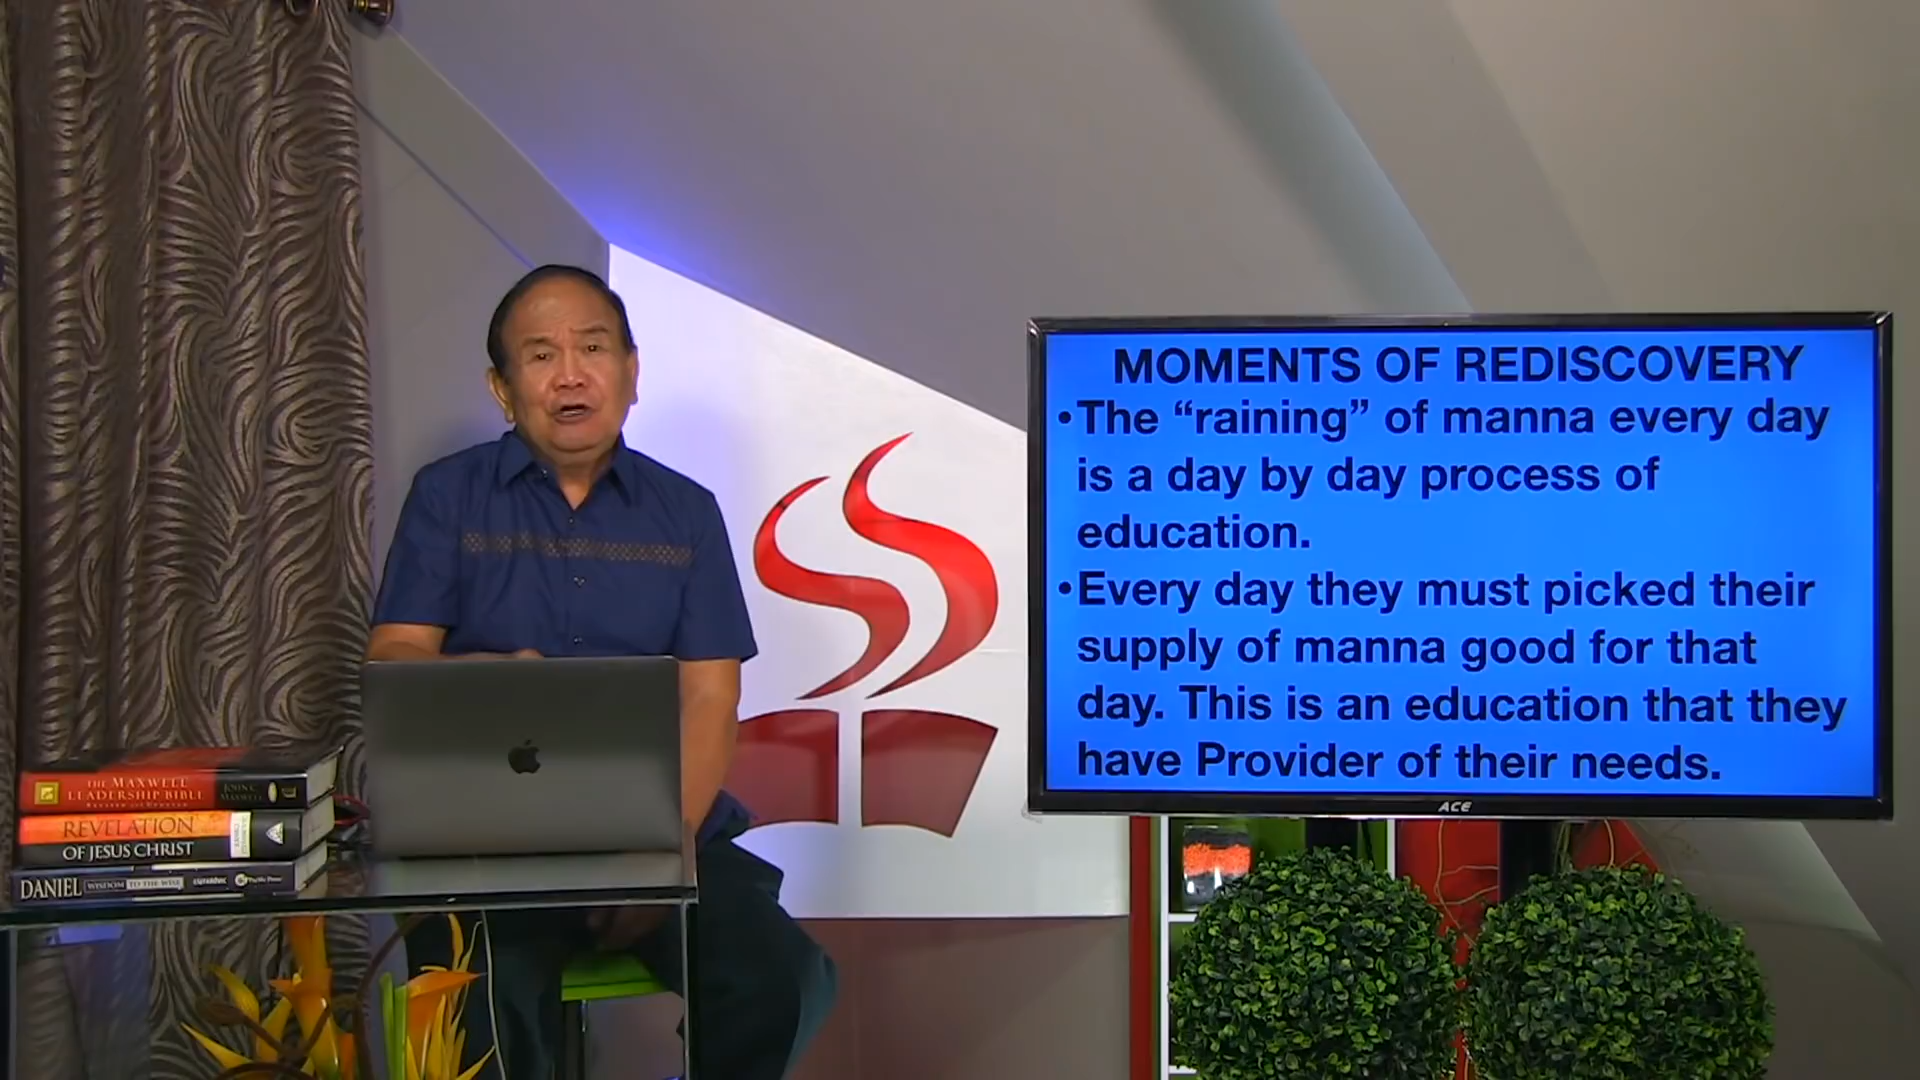 MOMENTS OF REDISCOVERY
•The “raining” of manna every day
is a day by day process of
education.
•Every day they must picked their
supply of manna good for that
day. This is an education that they
have Provider of their needs.
ACE
THE MAXWELL
LEADERSHIP BIBLE
JOHN C.
MAXWELL
REVELATION
OF JESUS CHRIST
DANIEL WISDOM TO THE WISE